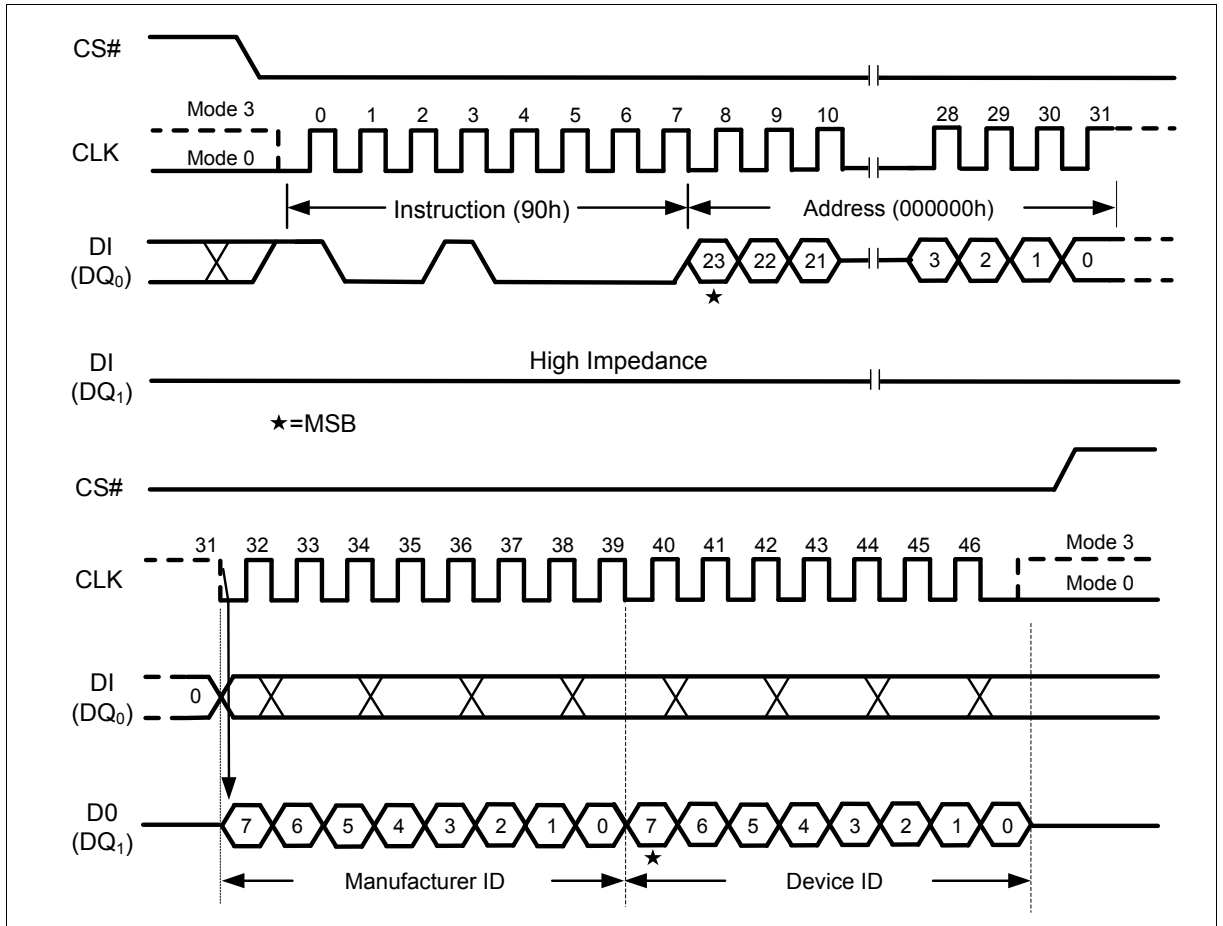 CS#
Mode 3
0 1 2 3 4 5 6 7 8 9 10 28 29 30 31
CLK
Mode 0
Instruction (90h) Address (000000h)
DI
(DQ0)
23 22 21 3 2 1 0
★
DI
(DQ1)
High Impedance
★=MSB
CS#
31 32 33 34 35 36 37 38 39 40 41 42 43 44 45 46
Mode 3
CLK
Mode 0
DI
(DQ0)
0
D0
(DQ1)
7 6 5 4 3 2 1 0 7 6 5 4 3 2 1 0
★
Manufacturer ID Device ID